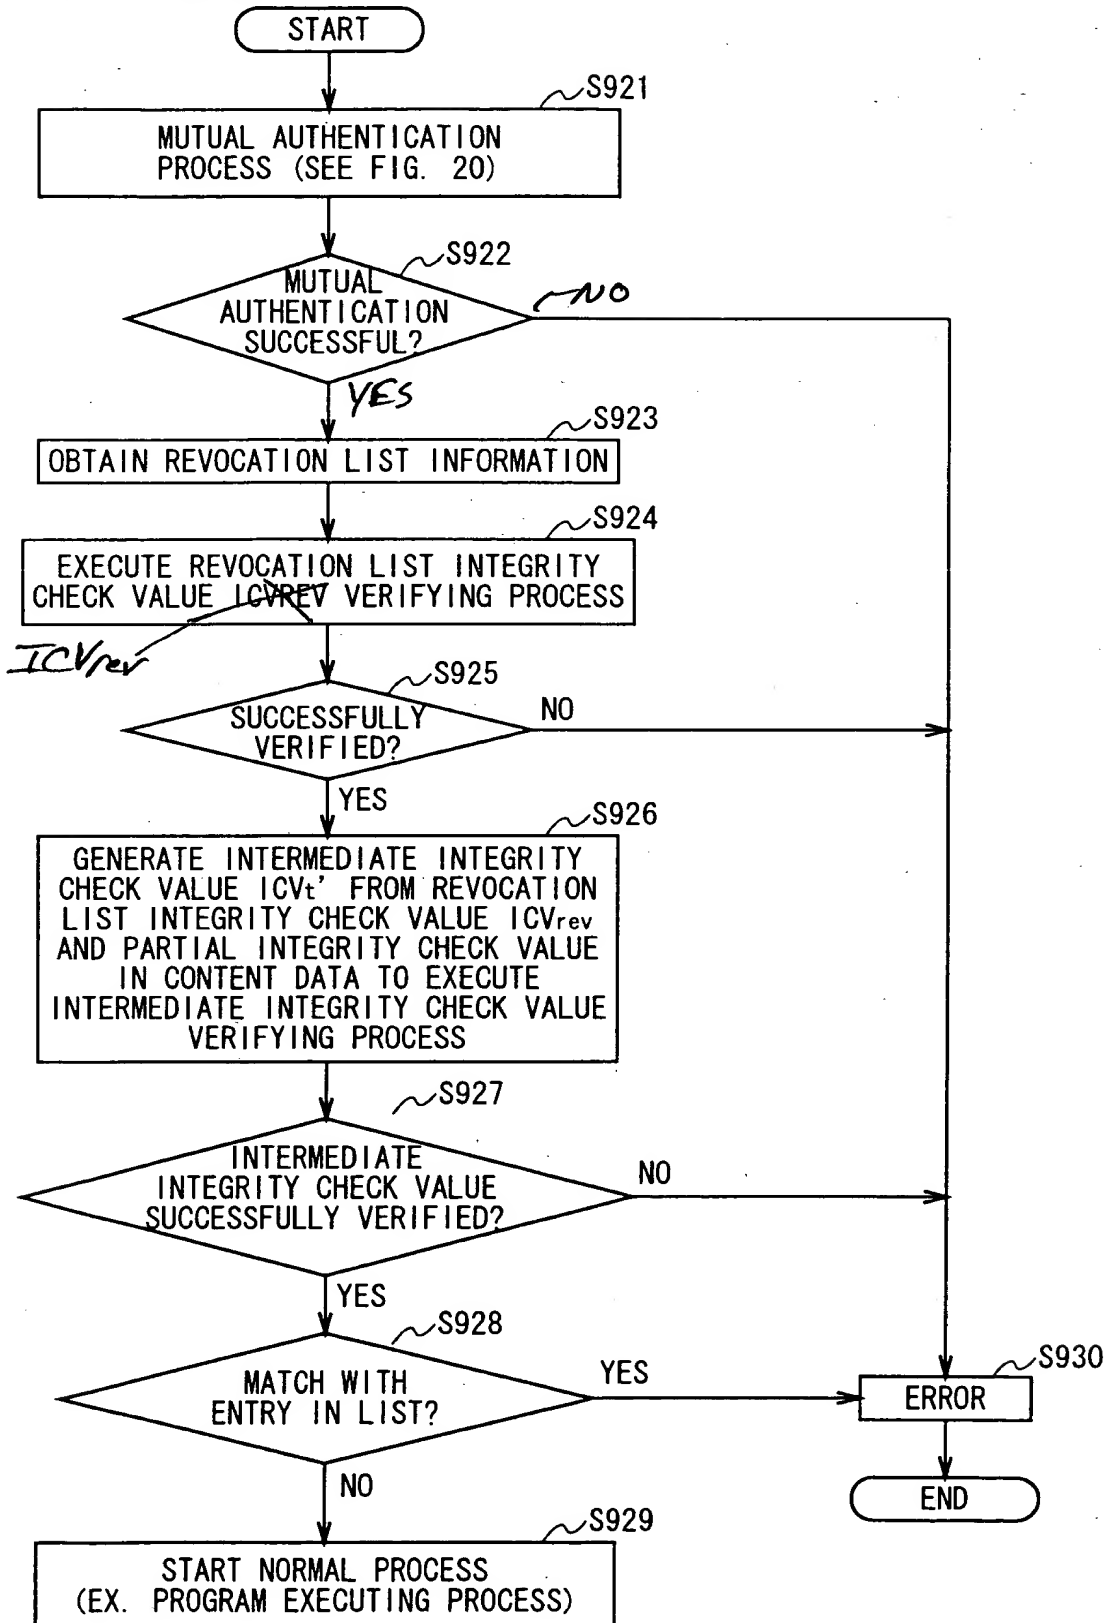 START
S921
MUTUAL AUTHENTICATION
PROCESS (SEE FIG. 20)
S922
MUTUAL
AUTHENTICATION
SUCCESSFUL?
NO
YES
S923
OBTAIN REVOCATION LIST INFORMATION
S924
EXECUTE REVOCATION LIST INTEGRITY
CHECK VALUE ICVREV VERIFYING PROCESS
ICVrev
S925
SUCCESSFULLY
VERIFIED?
NO
YES
S926
GENERATE INTERMEDIATE INTEGRITY
CHECK VALUE ICVt' FROM REVOCATION
LIST INTEGRITY CHECK VALUE ICVrev
AND PARTIAL INTEGRITY CHECK VALUE
IN CONTENT DATA TO EXECUTE
INTERMEDIATE INTEGRITY CHECK VALUE
VERIFYING PROCESS
S927
INTERMEDIATE
INTEGRITY CHECK VALUE
SUCCESSFULLY VERIFIED?
NO
YES
S928
MATCH WITH
ENTRY IN LIST?
YES
S930
ERROR
NO
END
S929
START NORMAL PROCESS
(EX. PROGRAM EXECUTING PROCESS)